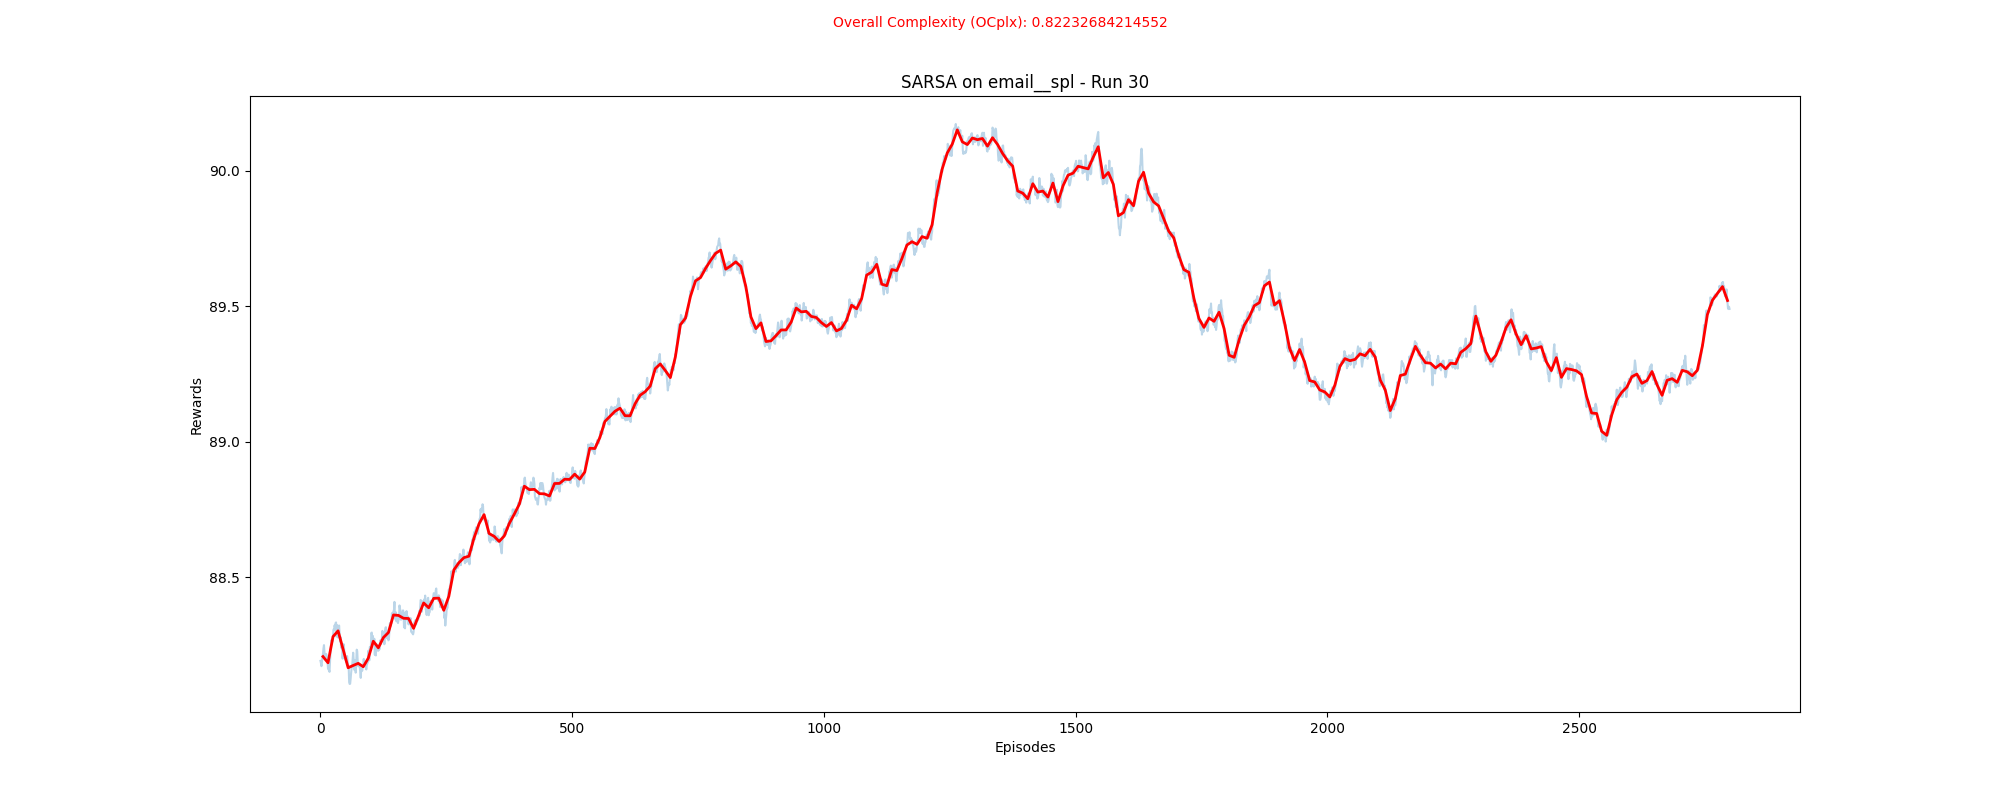 Overall Complexity (OCplx): 0.82232684214552
SARSA on email__spl - Run 30
90.0
89.5
89.0
88.5
Rewards
0 500 1000 1500 2000 2500
Episodes